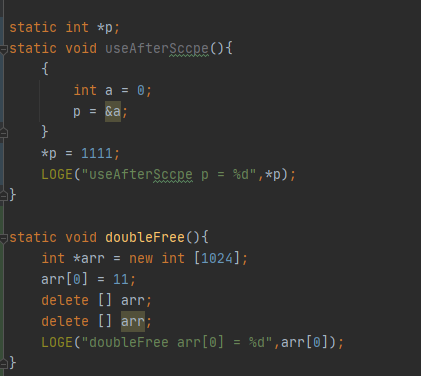 static int *p;
static void useAfterSccpe(){
    {
        int a = 0;
        p = &a;
    }
    *p = 1111;
    LOGE("useAfterSccpe p = %d",*p);
}
static void doubleFree(){
    int *arr = new int [1024];
    arr[0] = 11;
    delete [] arr;
    delete [] arr;
    LOGE("doubleFree arr[0] = %d",arr[0]);
}